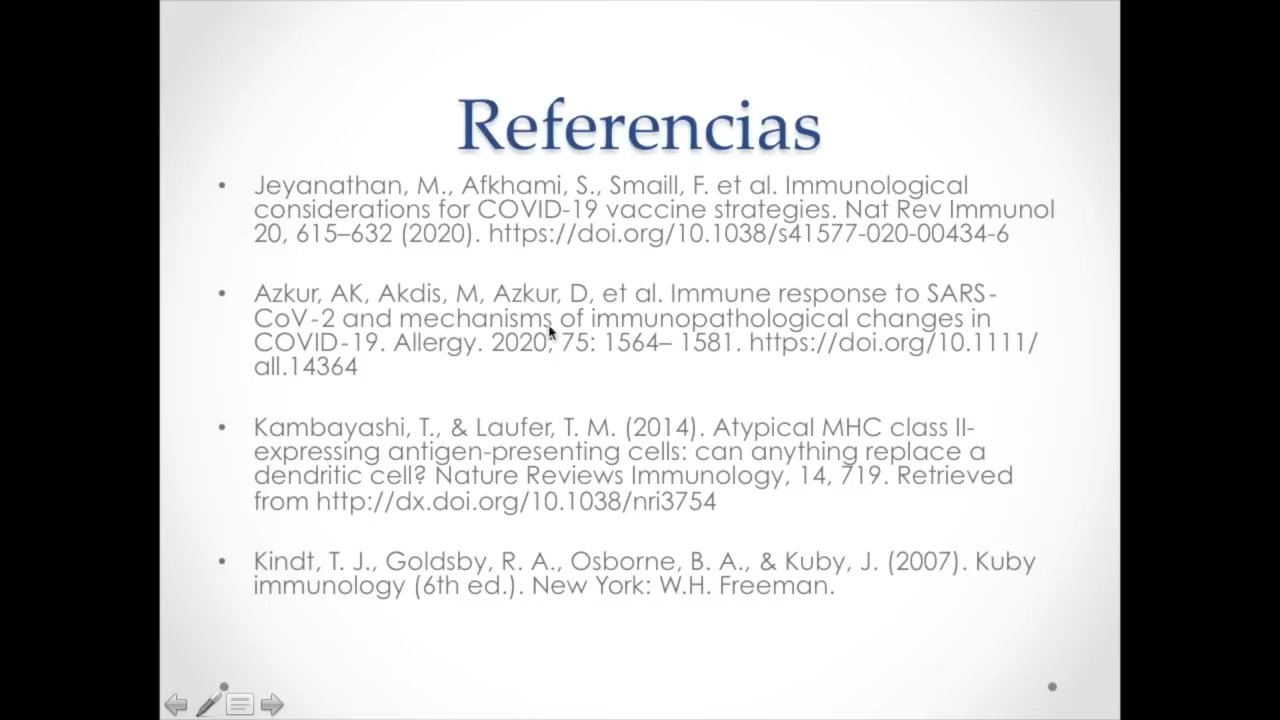 Referencias
• Jeyanathan, M., Afkhami, S., Smaill, F. et al. Immunological
considerations for COVID-19 vaccine strategies. Nat Rev Immunol
20, 615–632 (2020). https://doi.org/10.1038/s41577-020-00434-6
• Azkur, AK, Akdis, M, Azkur, D, et al. Immune response to SARS-
CoV-2 and mechanisms of immunopathological changes in
COVID-19. Allergy. 2020; 75: 1564– 1581. https://doi.org/10.1111/
all.14364
• Kambayashi, T., & Laufer, T. M. (2014). Atypical MHC class II-
expressing antigen-presenting cells: can anything replace a
dendritic cell? Nature Reviews Immunology, 14, 719. Retrieved
from http://dx.doi.org/10.1038/nri3754
• Kindt, T. J., Goldsby, R. A., Osborne, B. A., & Kuby, J. (2007). Kuby
immunology (6th ed.). New York: W.H. Freeman.